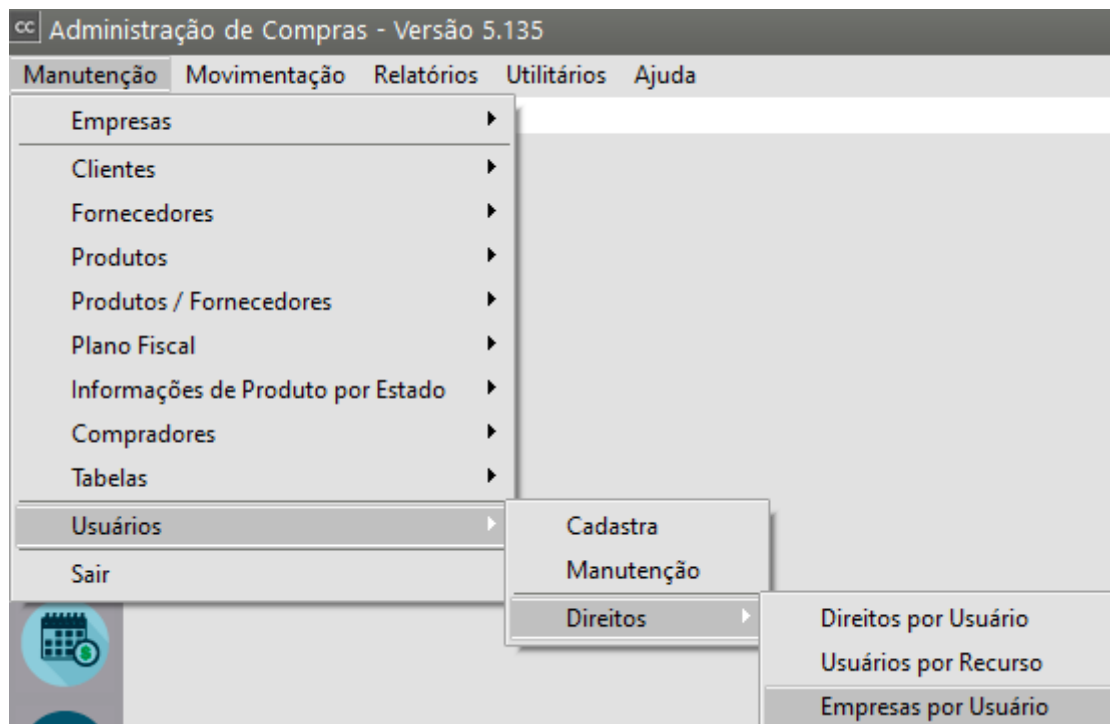 cc Administração de Compras - Versão 5.135
Manutenção Movimentação Relatórios Utilitários Ajuda
Empresas
Clientes
Fornecedores
Produtos
Produtos / Fornecedores
Plano Fiscal
Informações de Produto por Estado
Compradores
Tabelas
Usuários
Sair
Cadastra
Manutenção
Direitos
Direitos por Usuário
Usuários por Recurso
Empresas por Usuário
$